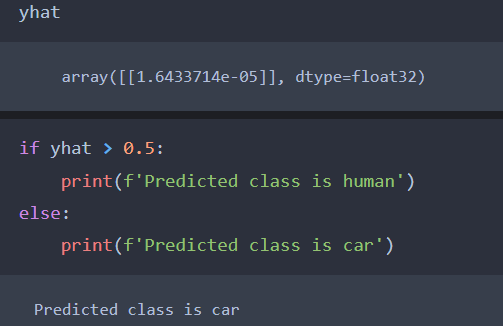 yhat
array([[1.6433714e-05]], dtype=float32)
if yhat > 0.5:
    print(f'Predicted class is human')
else:
    print(f'Predicted class is car')
Predicted class is car